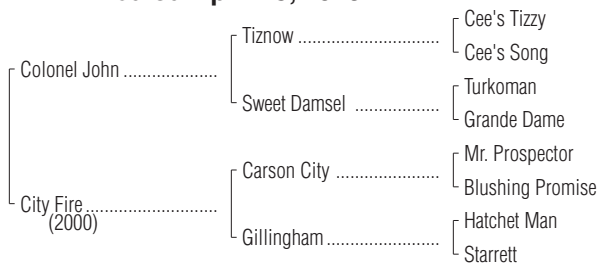 Cee's Tizzy
Tiznow ........................................
Cee's Song
Colonel John ....................
Turkoman
Sweet Damsel ....................
Grande Dame
Mr. Prospector
Carson City ......................
Blushing Promise
City Fire................................
(2000)
Hatchet Man
Gillingham..........................
Starrett